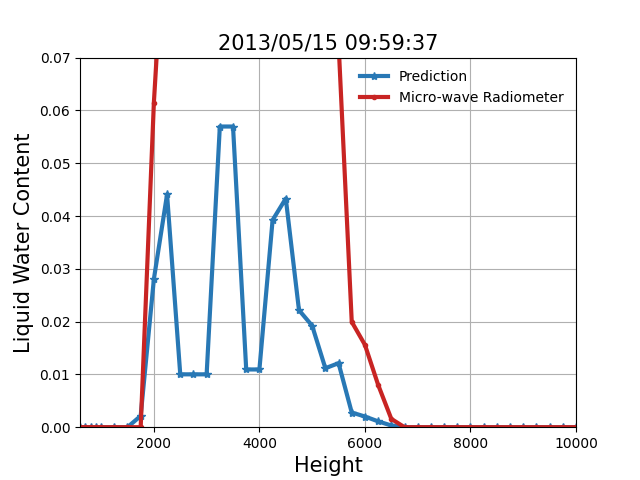 2013/05/15 09:59:37
0.07
0.06
0.05
0.04
0.03
0.02
0.01
0.00
Liquid Water Content
Prediction
Micro-wave Radiometer
2000 4000 6000 8000 10000
Height